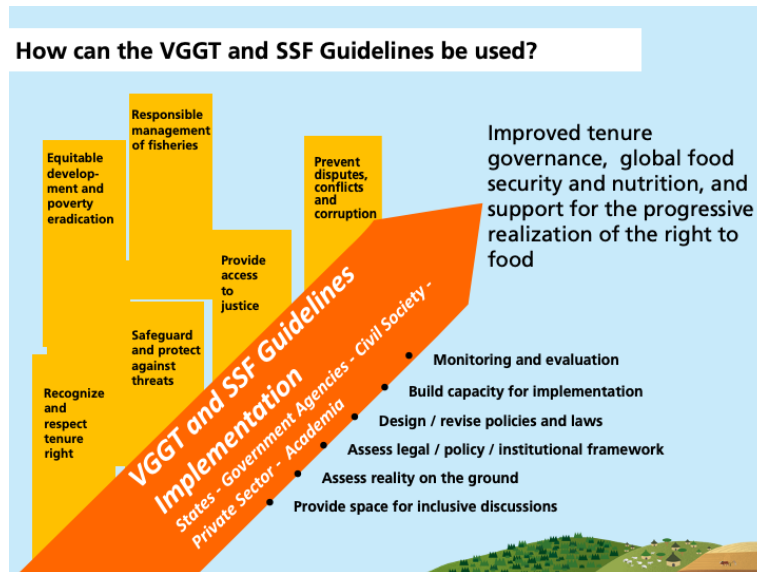 How can the VGGT and SSF Guidelines be used?
Responsible
management
of fisheries
Equitable
develop-
ment and
poverty
eradication
Prevent
disputes,
conflicts
and
corruption
Provide
access
to
justice
Safeguard
and protect
against
threats
Recognize
and
respect
tenure
right
VGGT and SSF Guidelines
Implementation
States - Government Agencies - Civil Society -
Private Sector - Academia
Improved tenure
governance, global food
security and nutrition, and
support for the progressive
realization of the right to
food
• Monitoring and evaluation
• Build capacity for implementation
• Design / revise policies and laws
• Assess legal / policy / institutional framework
• Assess reality on the ground
• Provide space for inclusive discussions